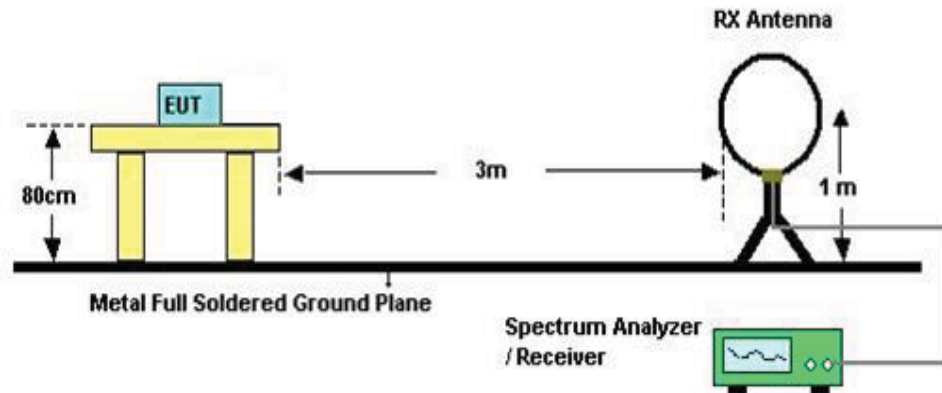 RX Antenna
EUT
80cm
3m
1 m
Metal Full Soldered Ground Plane
Spectrum Analyzer
/ Receiver